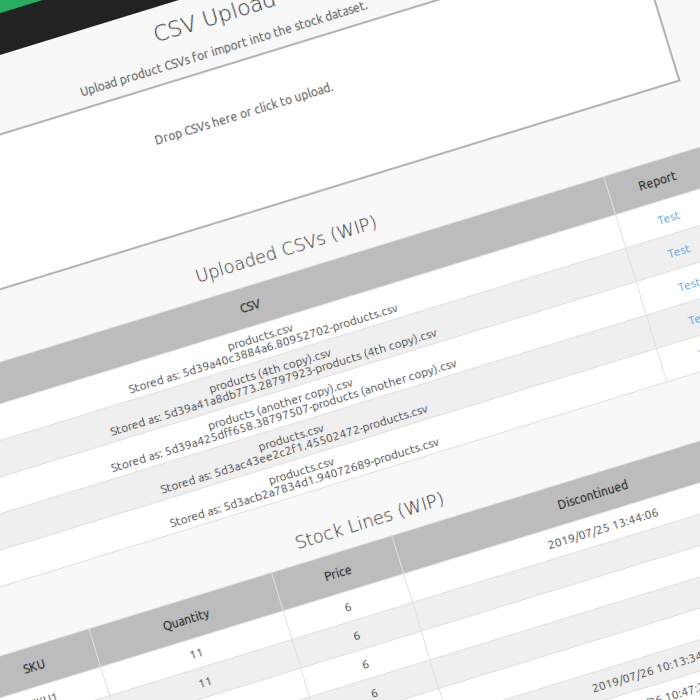 CSV Upload
Upload product CSVs for import into the stock dataset.
Drop CSVs here or click to upload.
Uploaded CSVs (WIP)
CSV Report
products.csv
Stored as: 5d39a40c3884a6.80952702-products.csv
Test
products (4th copy).csv
Stored as: 5d39a41a8db773.28797923-products (4th copy).csv
Test
products (another copy).csv
Stored as: 5d39a425dff658.38797507-products (another copy).csv
Test
products.csv
Stored as: 5d3ac43ee2c2f1.45502472-products.csv
products.csv
Stored as: 5d3acb2a7834d1.94072689-products.csv
Stock Lines (WIP)
SKU Quantity Price Discontinued
11 6 2019/07/25 13:44:06
11 6
6
6
2019/07/26 10:13:34